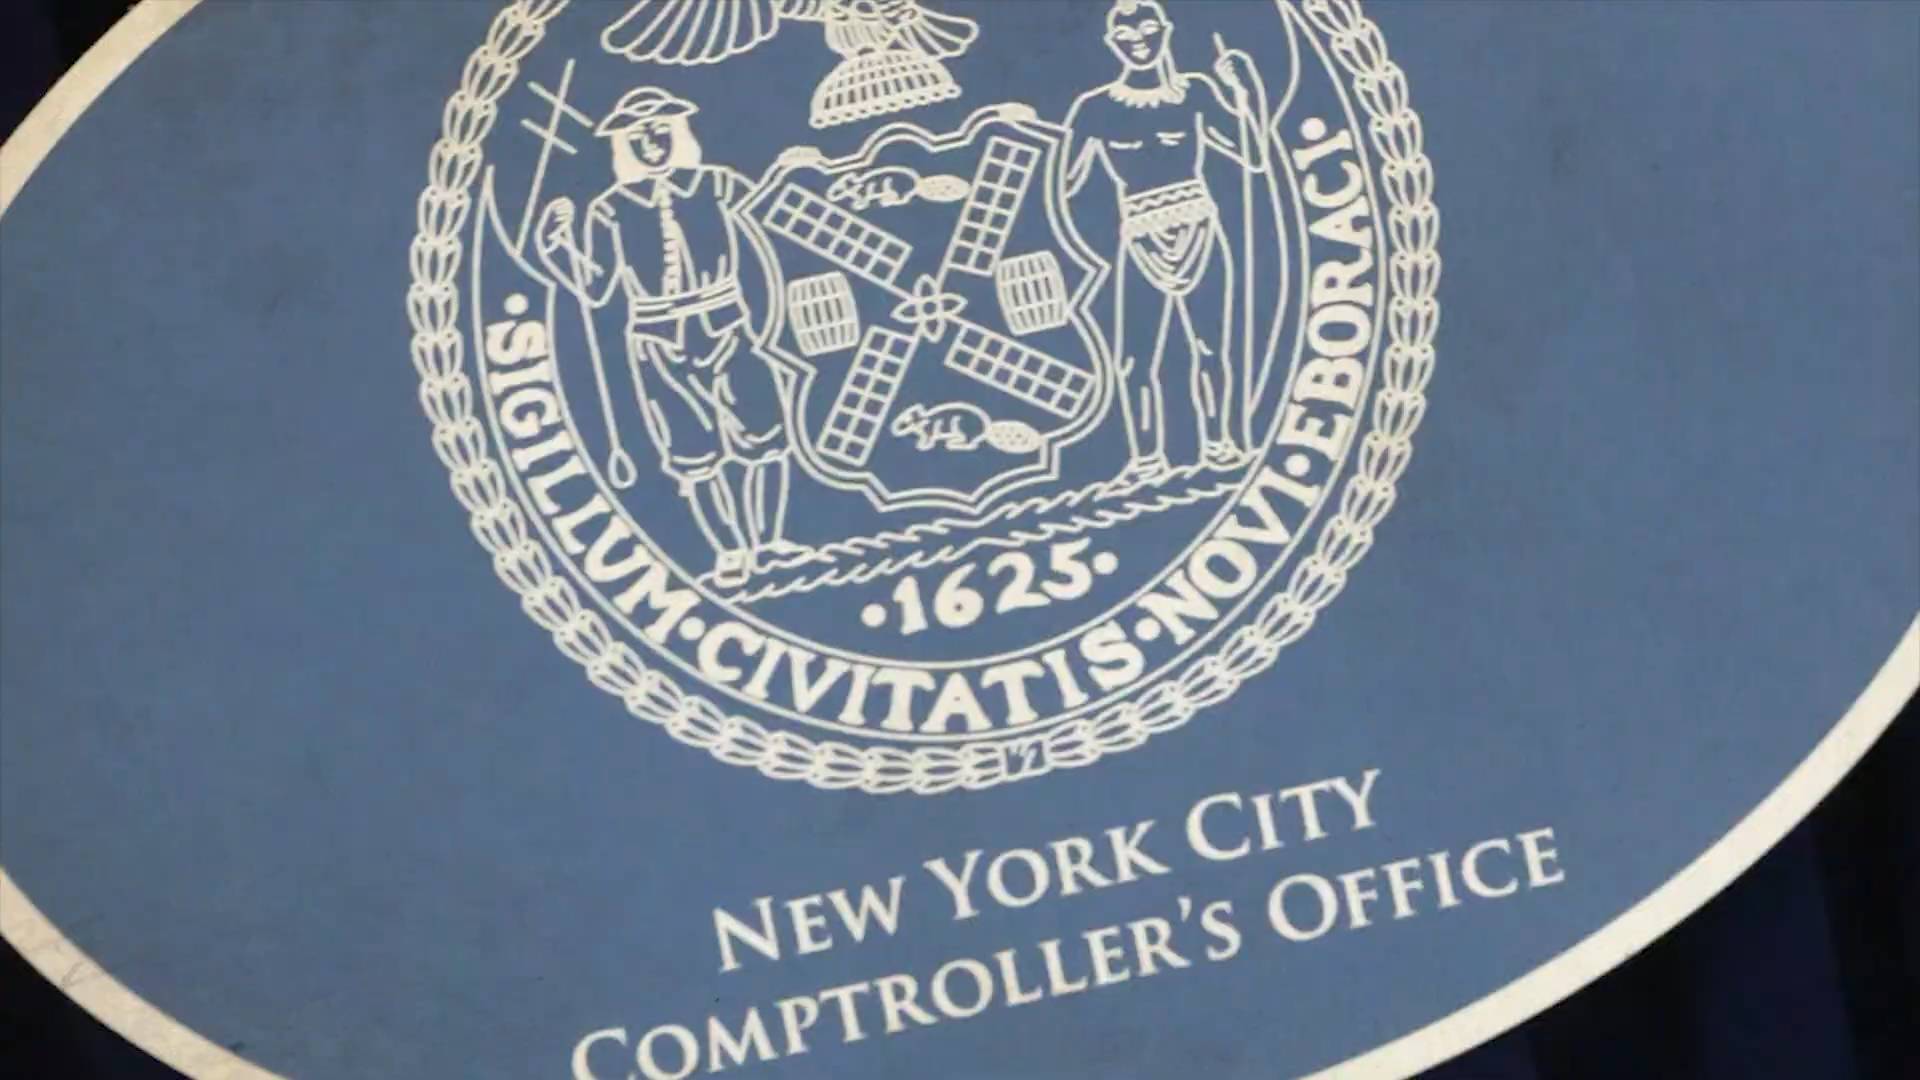 ·SIGILLUM·CIVITATIS·NOVI·EBORACI·
·1625·
NEW YORK CITY
COMPTROLLER'S OFFICE